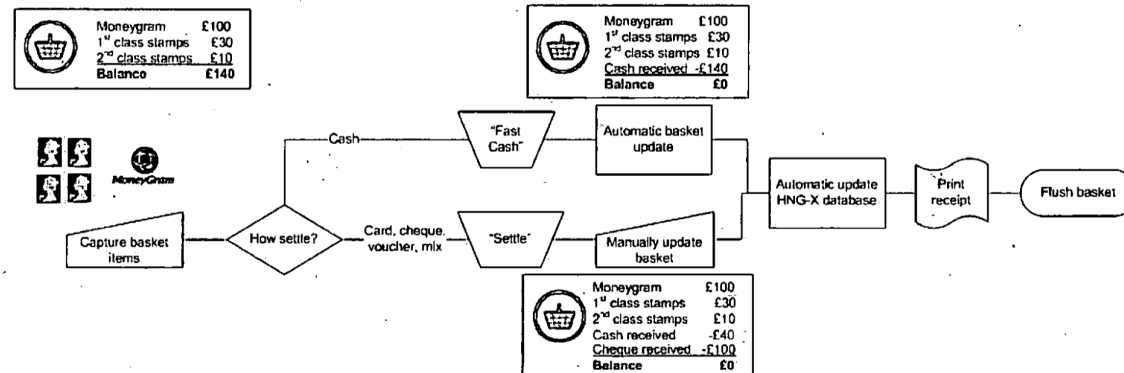 Moneygram £100
1st class stamps £30
2nd class stamps £10
Balance £140
Moneygram £100
1st class stamps £30
2nd class stamps £10
Cash received -£140
Balance £0
MoneyGram
Capture basket
items
How settle?
Cash
"Fast
Cash"
Automatic basket
update
Card, cheque,
voucher, mix
"Settle"
Manually update
basket
Automatic update
HNG-X database
Print
receipt
Flush basket
Moneygram £100
1st class stamps £30
2nd class stamps £10
Cash received -£40
Cheque received -£100
Balance £0